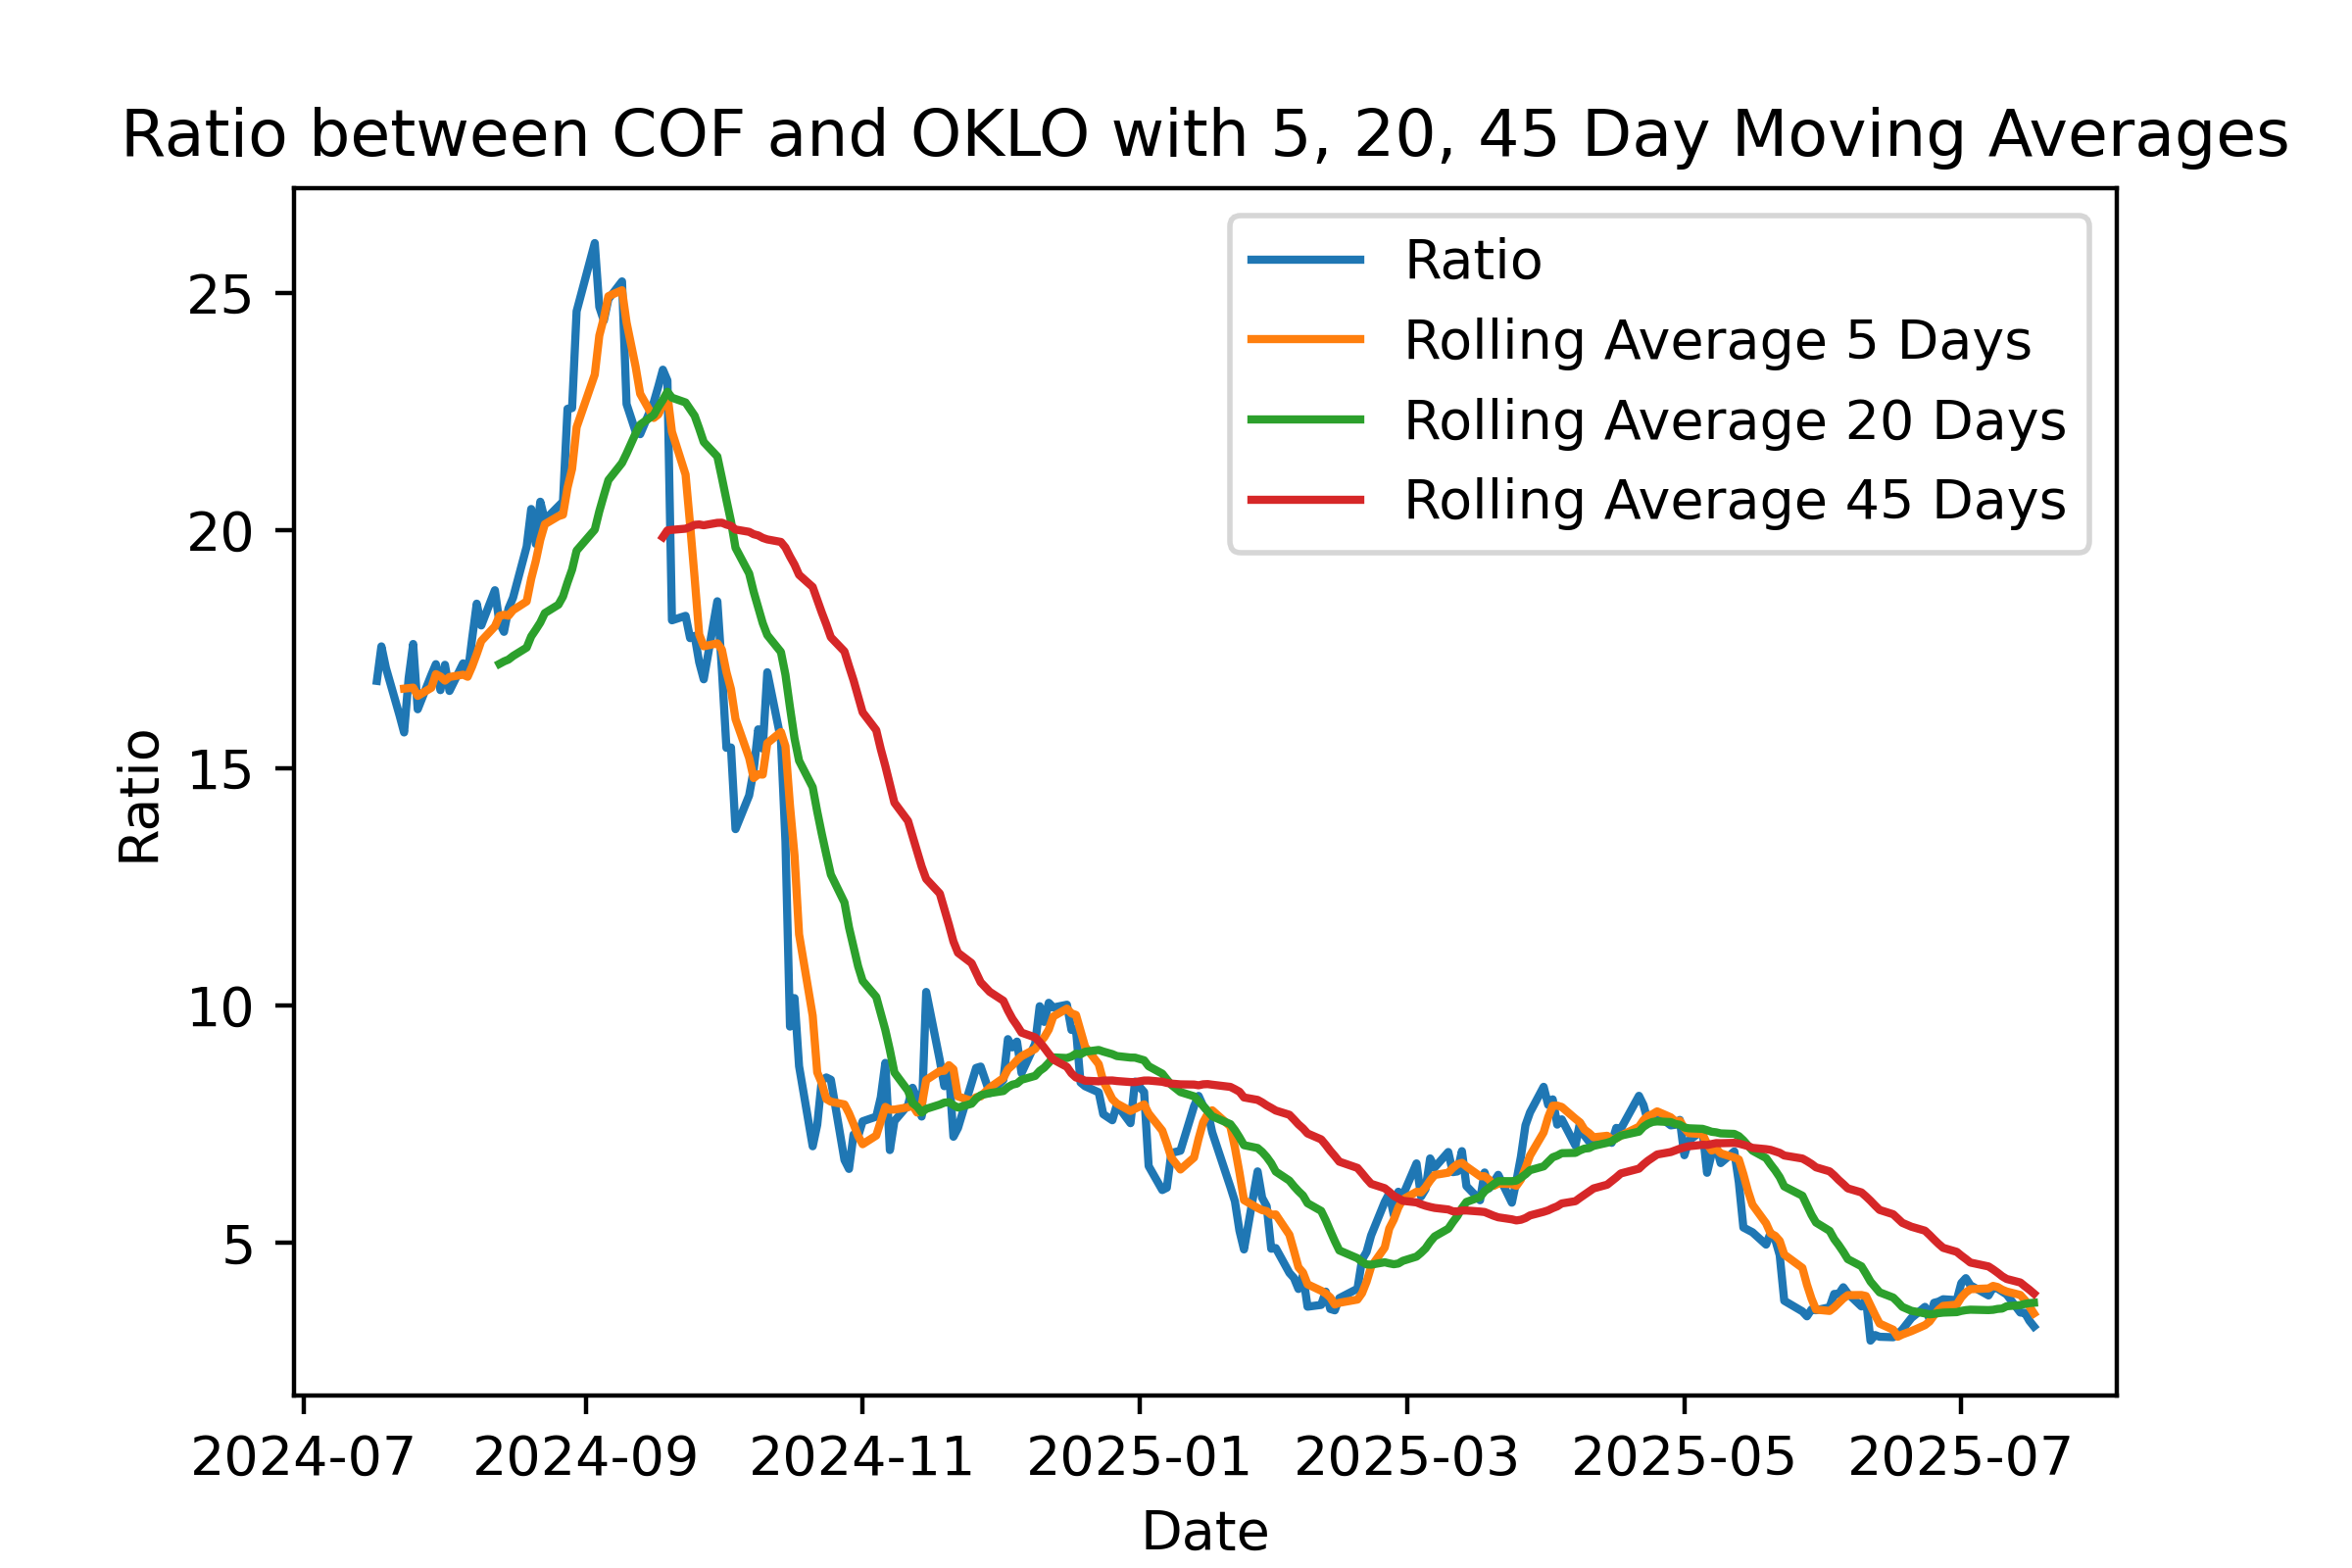 Ratio between COF and OKLO with 5, 20, 45 Day Moving Averages
Ratio
Rolling Average 5 Days
Rolling Average 20 Days
Rolling Average 45 Days
25
20
15
10
5
Ratio
2024-07 2024-09 2024-11 2025-01 2025-03 2025-05 2025-07
Date